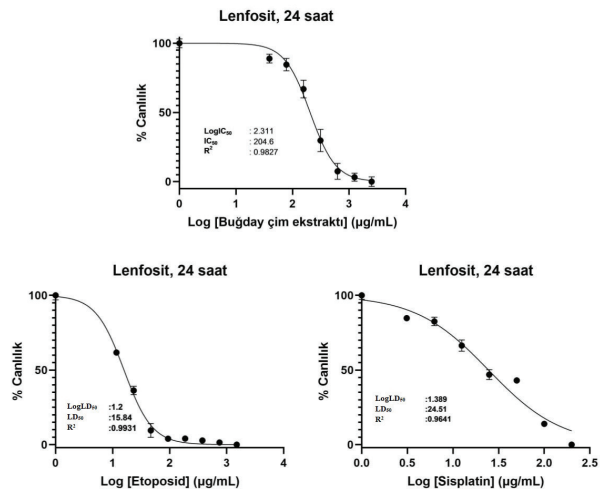 Lenfosit, 24 saat
100
50
0
% Canlılık
LogIC₅₀ : 2.311
IC₅₀ : 204.6
R² : 0.9827
0 1 2 3 4
Log [Buğday çim ekstraktı] (µg/mL)
Lenfosit, 24 saat
100
50
0
% Canlılık
LogLD₅₀ :1.2
LD₅₀ :15.84
R² :0.9931
0 1 2 3 4
Log [Etoposid] (µg/mL)
Lenfosit, 24 saat
100
50
0
% Canlılık
LogLD₅₀ :1.389
LD₅₀ :24.51
R² :0.9641
0.0 0.5 1.0 1.5 2.0 2.5
Log [Sisplatin] (µg/mL)